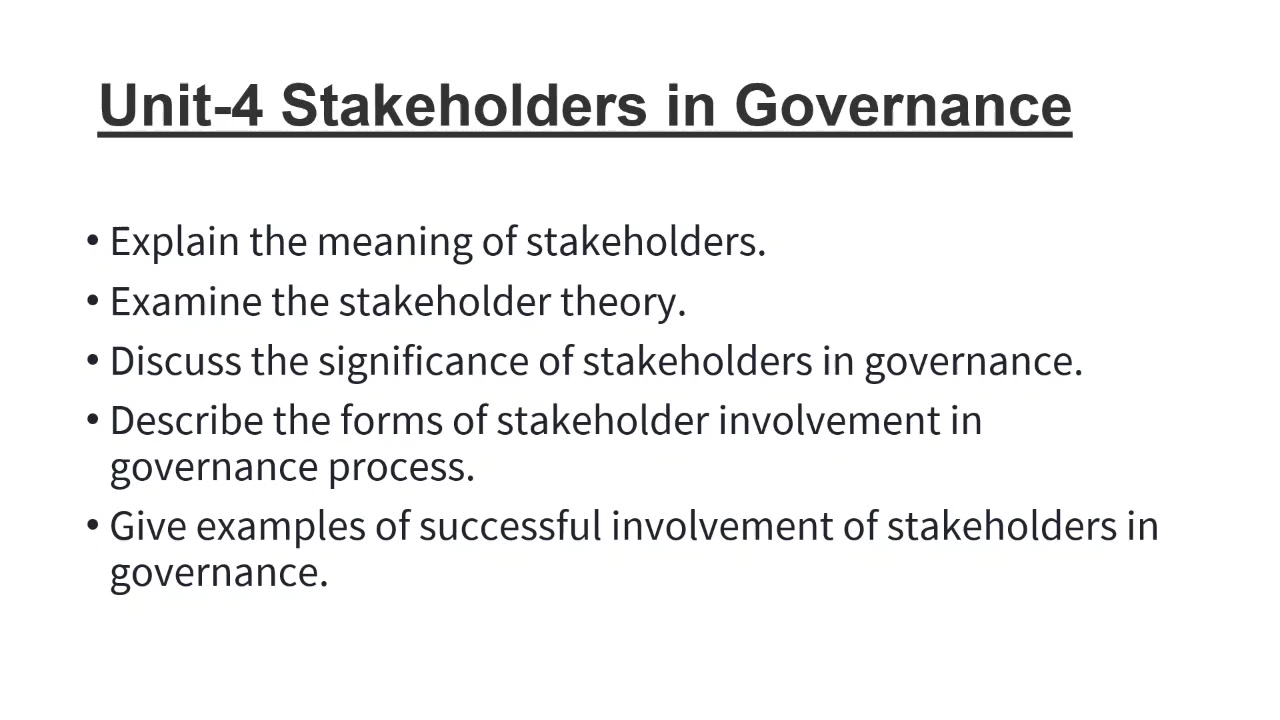 Unit-4 Stakeholders in Governance
• Explain the meaning of stakeholders.
• Examine the stakeholder theory.
• Discuss the significance of stakeholders in governance.
• Describe the forms of stakeholder involvement in
governance process.
• Give examples of successful involvement of stakeholders in
governance.